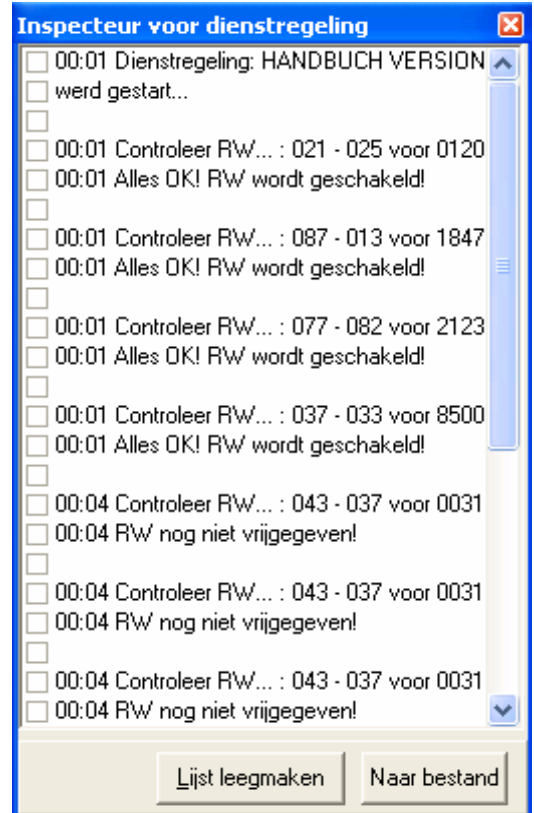 Inspecteur voor dienstregeling
00:01 Dienstregeling: HANDBUCH VERSION
werd gestart...
00:01 Controleer RW... : 021 - 025 voor 0120
00:01 Alles OK! RW wordt geschakeld!
00:01 Controleer RW... : 087 - 013 voor 1847
00:01 Alles OK! RW wordt geschakeld!
00:01 Controleer RW... : 077 - 082 voor 2123
00:01 Alles OK! RW wordt geschakeld!
00:01 Controleer RW... : 037 - 033 voor 8500
00:01 Alles OK! RW wordt geschakeld!
00:04 Controleer RW... : 043 - 037 voor 0031
00:04 RW nog niet vrijgegeven!
00:04 Controleer RW... : 043 - 037 voor 0031
00:04 RW nog niet vrijgegeven!
00:04 Controleer RW... : 043 - 037 voor 0031
00:04 RW nog niet vrijgegeven!
Lijst leegmaken
Naar bestand